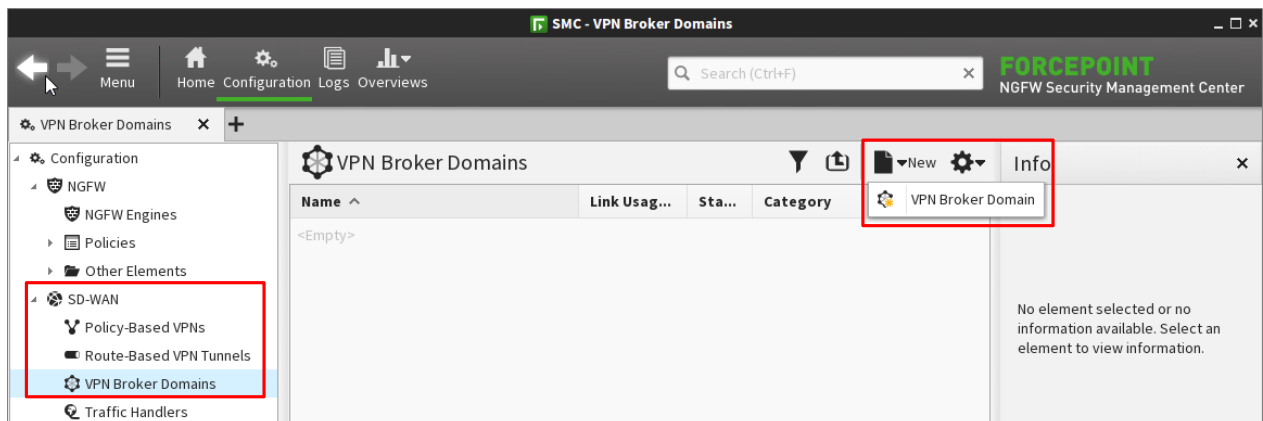 SMC - VPN Broker Domains
Menu
Home Configuration Logs Overviews
Search (Ctrl+F)
FORCEPOINT
NGFW Security Management Center
VPN Broker Domains
Configuration
NGFW
NGFW Engines
Policies
Other Elements
SD-WAN
Policy-Based VPNs
Route-Based VPN Tunnels
VPN Broker Domains
Traffic Handlers
VPN Broker Domains
New
Name Link Usag... Sta... Category
<Empty>
VPN Broker Domain
Info
No element selected or no
information available. Select an
element to view information.